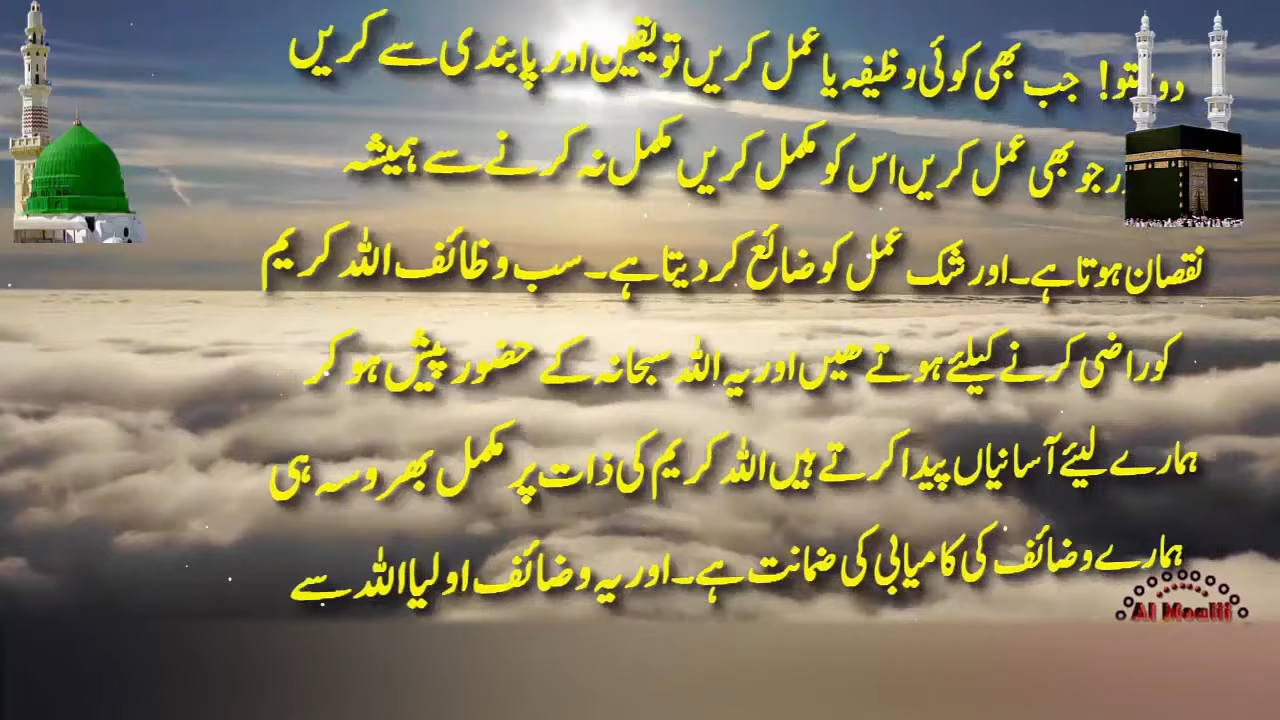 دوستو! جب بھی کوئی وظیفہ یا عمل کریں تو یقین اور پابندی سے کریں
جو بھی عمل کریں اس کو مکمل کریں مکمل نہ کرنے سے ہمیشہ
نقصان ہوتا ہے۔ اور شک عمل کو ضائع کر دیتا ہے۔ سب وظائف اللہ کریم
کو راضی کرنے کیلئے ہوتے ھیں اور یہ اللہ سبحانہ کے حضور پیش ہو کر
ہمارے لیئے آسانیاں پیدا کرتے ہیں اللہ کریم کی ذات پر مکمل بھروسہ ہی
ہمارے وضائف کی کامیابی کی ضمانت ہے۔ اور یہ وضائف اولیا اللہ سے
Al Moalij